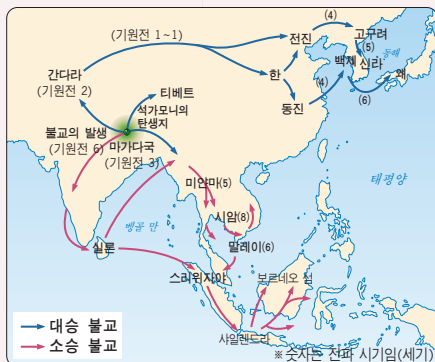 (기원전 1~1)
전진
(4)
고구려
(5)
백제
신라
동해
왜
(6)
한
(4)
동진
간다라
(기원전 2)
티베트
석가모니의
탄생지
불교의 발생
(기원전 6)
마가다국
(기원전 3)
미얀마(5)
시암(8)
말레이(6)
태평양
벵골 만
실론
스리위자야
보르네오 섬
샤일렌드라
대승 불교
소승 불교
※숫자는 전파 시기임(세기)